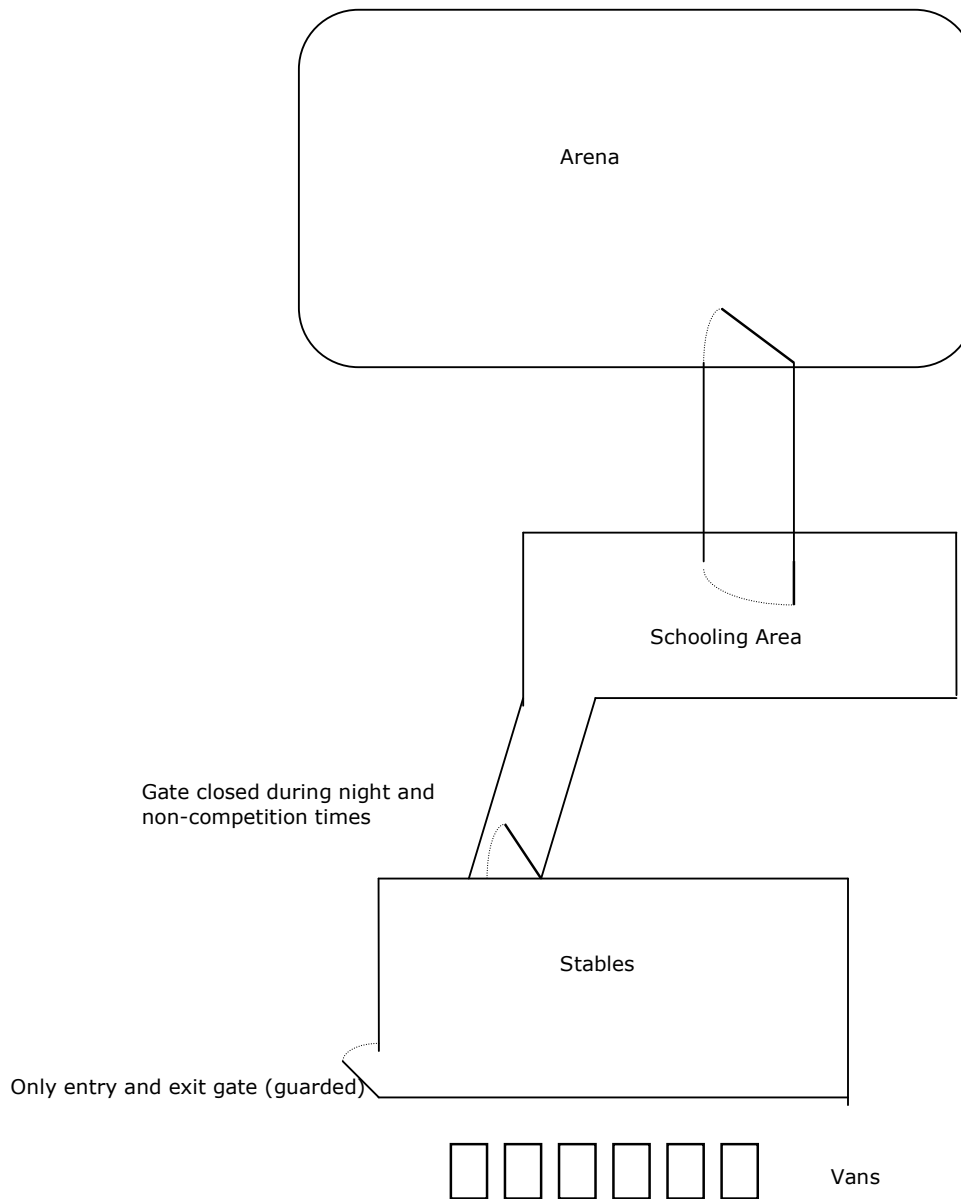 Arena
Schooling Area
Gate closed during night and
non-competition times
Stables
Only entry and exit gate (guarded)
Vans